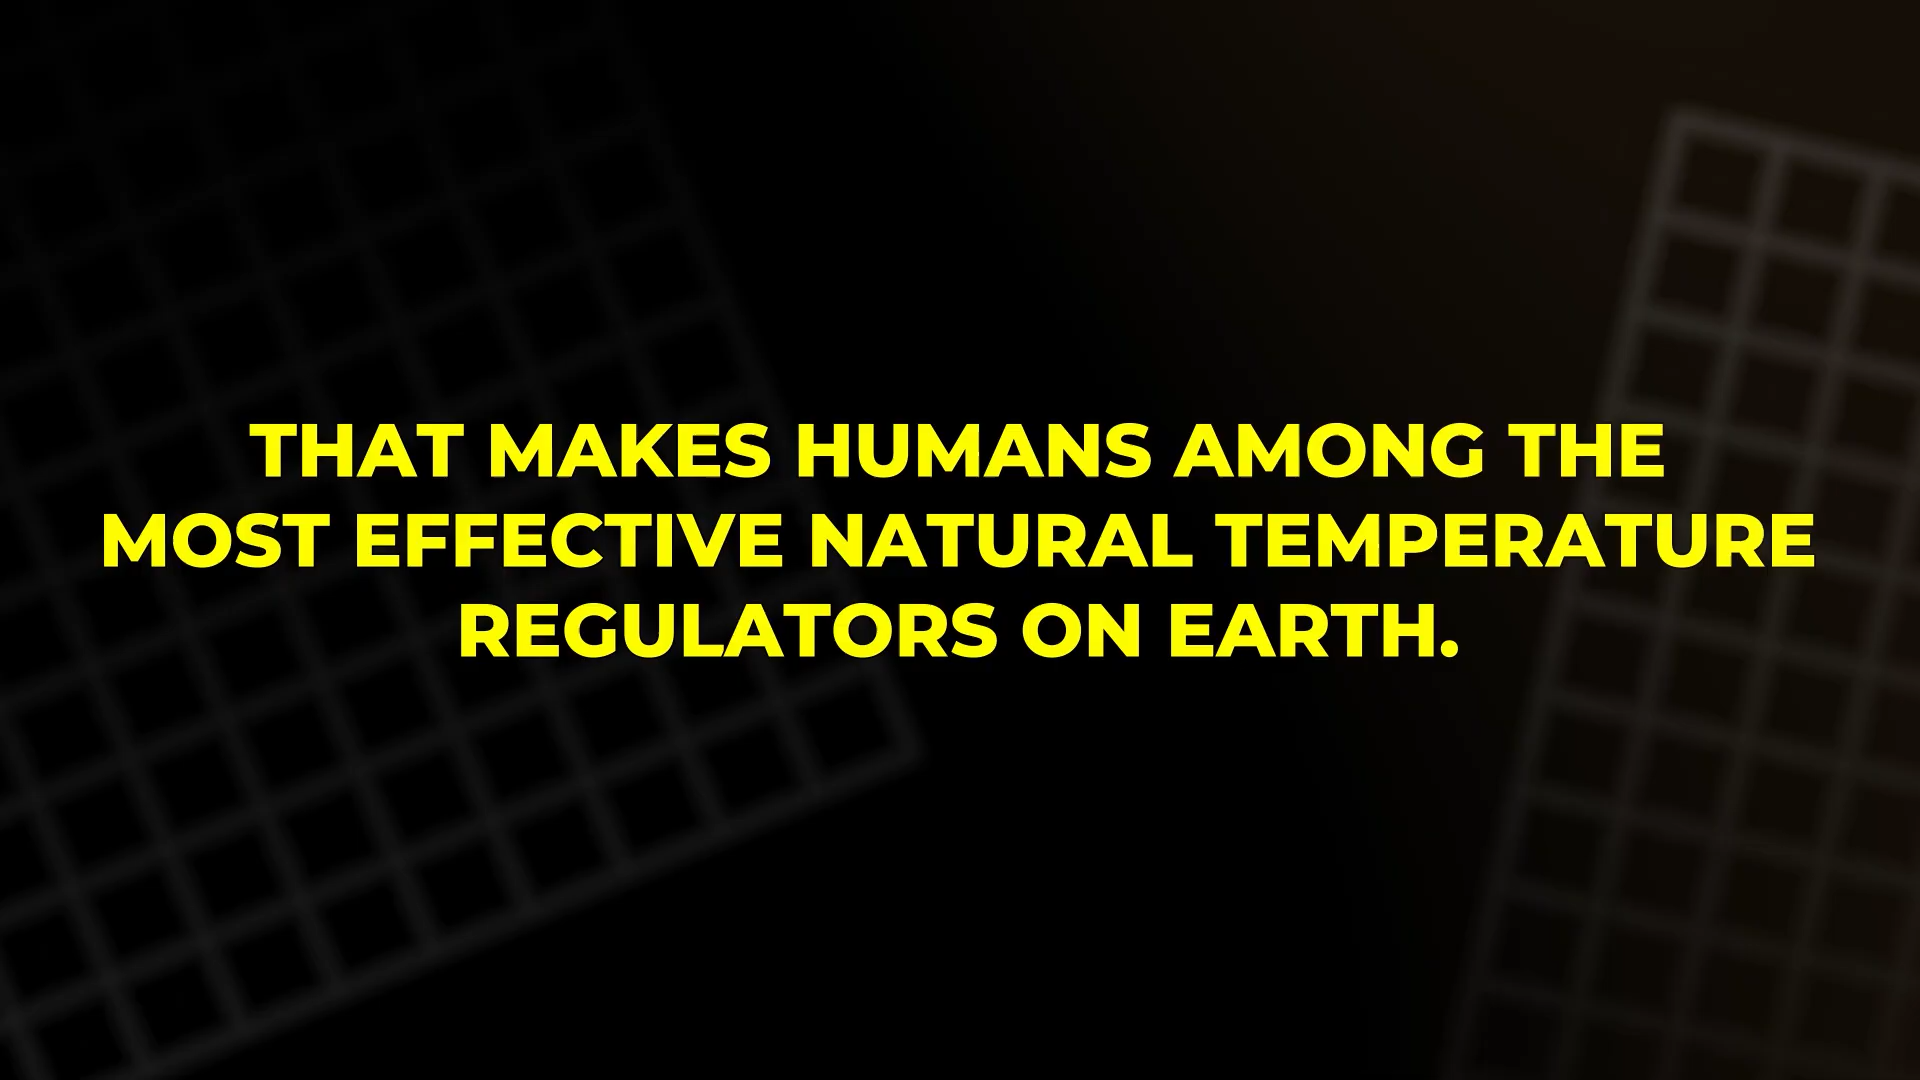 THAT MAKES HUMANS AMONG THE
MOST EFFECTIVE NATURAL TEMPERATURE
REGULATORS ON EARTH.